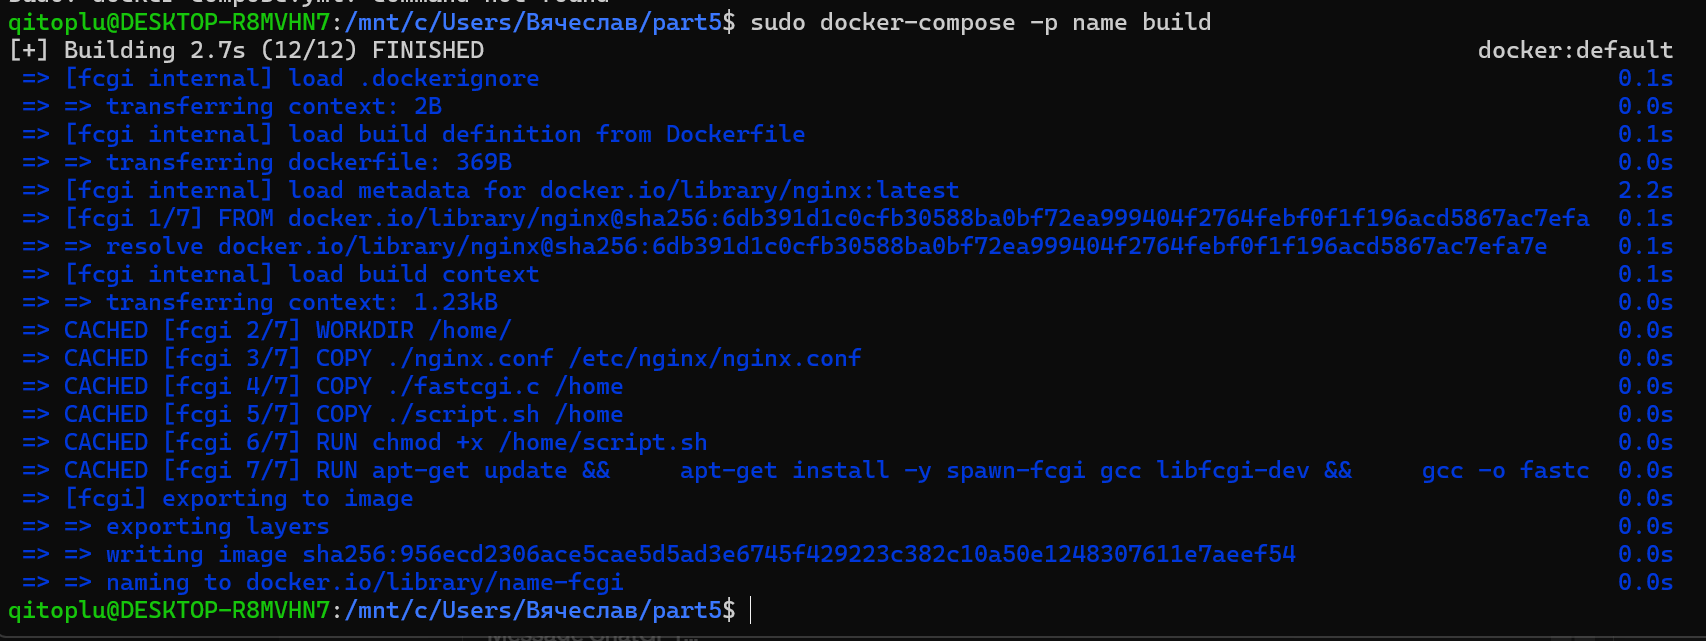 qitoplu@DESKTOP-R8MVHN7:/mnt/c/Users/Вячеслав/part5$ sudo docker-compose -p name build
[+] Building 2.7s (12/12) FINISHED docker:default
=> [fcgi internal] load .dockerignore 0.1s
=> => transferring context: 2B 0.0s
=> [fcgi internal] load build definition from Dockerfile 0.1s
=> => transferring dockerfile: 369B 0.0s
=> [fcgi internal] load metadata for docker.io/library/nginx:latest 2.2s
=> [fcgi 1/7] FROM docker.io/library/nginx@sha256:6db391d1c0cfb30588ba0bf72ea999404f2764febf0f1f196acd5867ac7efa 0.1s
=> => resolve docker.io/library/nginx@sha256:6db391d1c0cfb30588ba0bf72ea999404f2764febf0f1f196acd5867ac7efa7e 0.1s
=> [fcgi internal] load build context 0.1s
=> => transferring context: 1.23kB 0.0s
=> CACHED [fcgi 2/7] WORKDIR /home/ 0.0s
=> CACHED [fcgi 3/7] COPY ./nginx.conf /etc/nginx/nginx.conf 0.0s
=> CACHED [fcgi 4/7] COPY ./fastcgi.c /home 0.0s
=> CACHED [fcgi 5/7] COPY ./script.sh /home 0.0s
=> CACHED [fcgi 6/7] RUN chmod +x /home/script.sh 0.0s
=> CACHED [fcgi 7/7] RUN apt-get update && apt-get install -y spawn-fcgi gcc libfcgi-dev && gcc -o fastc 0.0s
=> [fcgi] exporting to image 0.0s
=> => exporting layers 0.0s
=> => writing image sha256:956ecd2306ace5cae5d5ad3e6745f429223c382c10a50e1248307611e7aeef54 0.0s
=> => naming to docker.io/library/name-fcgi 0.0s
qitoplu@DESKTOP-R8MVHN7:/mnt/c/Users/Вячеслав/part5$